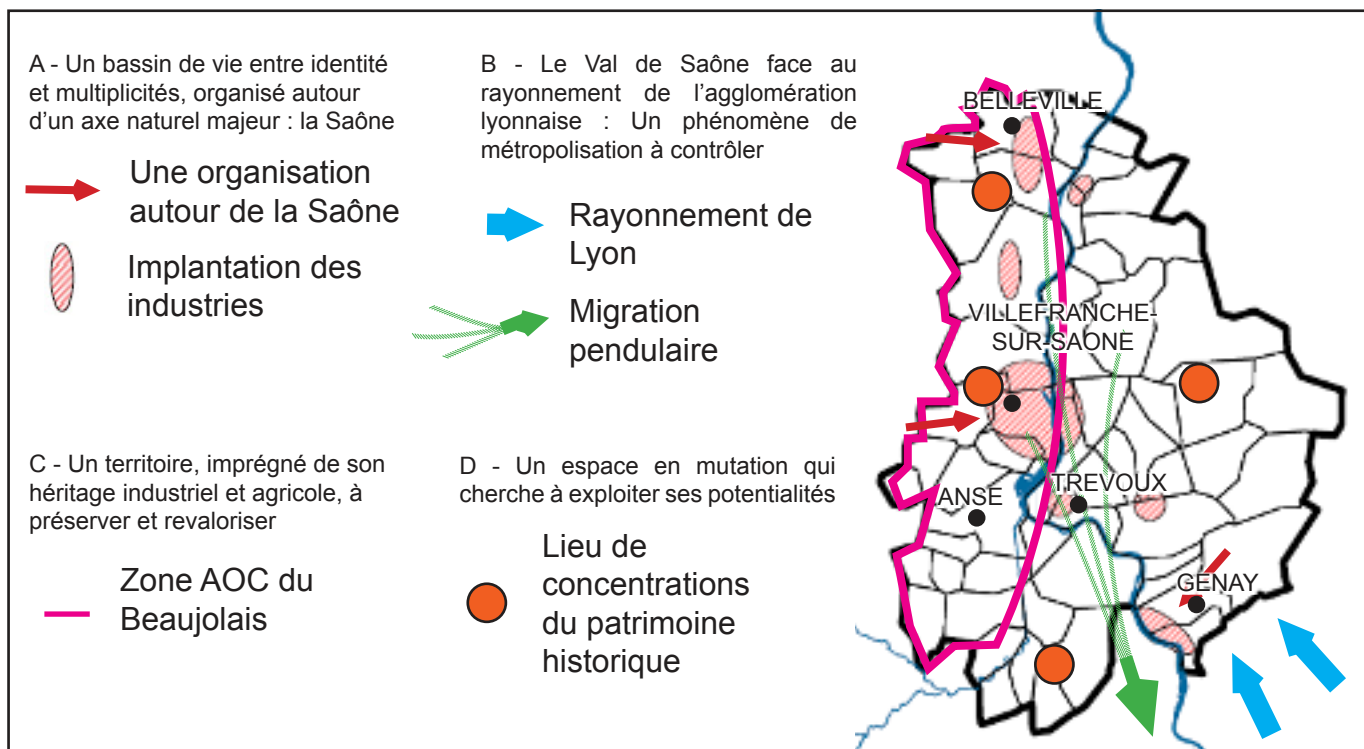 A - Un bassin de vie entre identité
et multiplicités, organisé autour
d'un axe naturel majeur : la Saône
Une organisation
autour de la Saône
Implantation des
industries
B - Le Val de Saône face au
rayonnement de l'agglomération
lyonnaise : Un phénomène de
métropolisation à contrôler
Rayonnement de
Lyon
Migration
pendulaire
C - Un territoire, imprégné de son
héritage industriel et agricole, à
préserver et revaloriser
Zone AOC du
Beaujolais
D - Un espace en mutation qui
cherche à exploiter ses potentialités
Lieu de
concentrations
du patrimoine
historique
BELLEVILLE
VILLEFRANCHE-
SUR-SAONE
ANSE
TREVOUX
GENAY